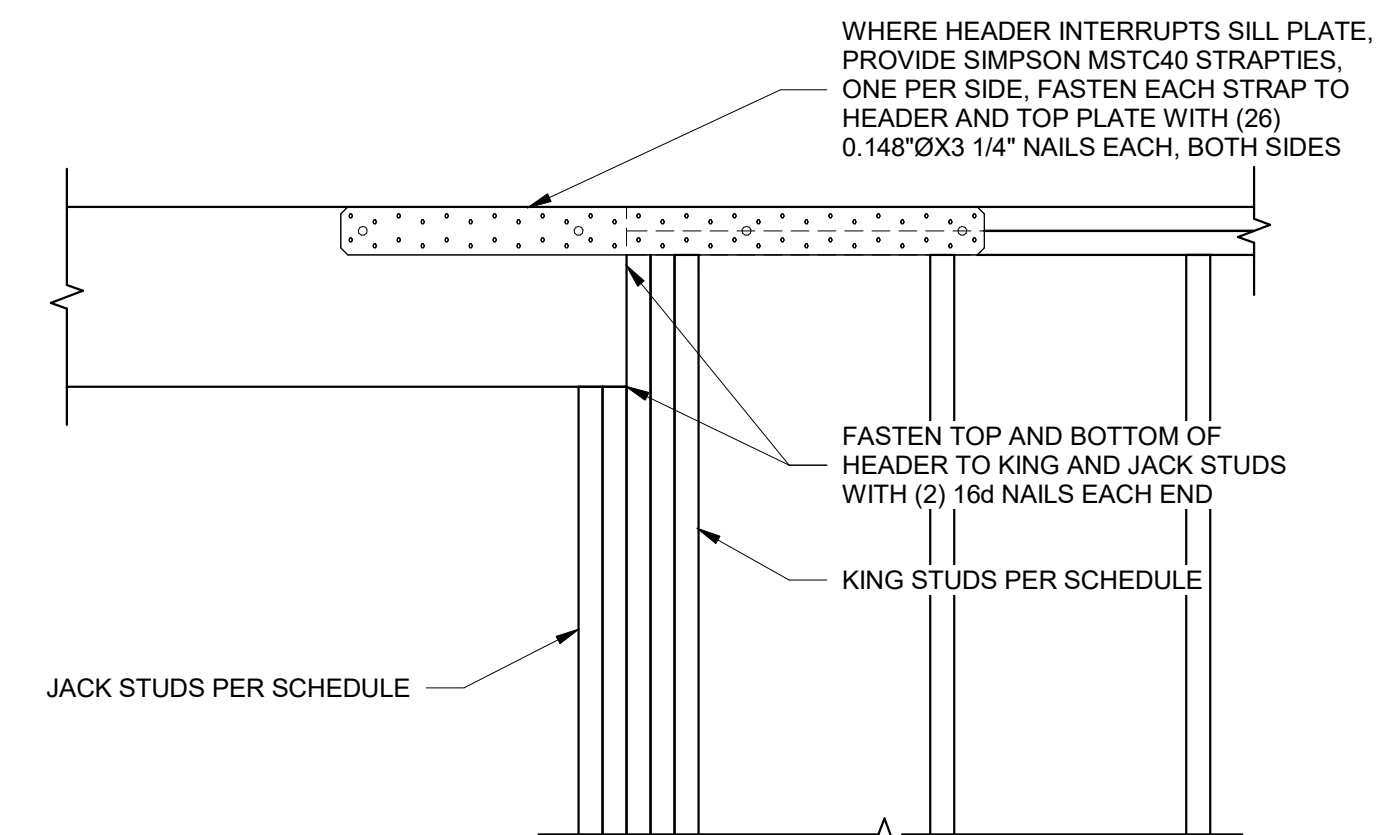 WHERE HEADER INTERRUPTS SILL PLATE,
PROVIDE SIMPSON MSTC40 STRAPTIES,
ONE PER SIDE, FASTEN EACH STRAP TO
HEADER AND TOP PLATE WITH (26)
0.148"ØX3 1/4" NAILS EACH, BOTH SIDES
FASTEN TOP AND BOTTOM OF
HEADER TO KING AND JACK STUDS
WITH (2) 16d NAILS EACH END
KING STUDS PER SCHEDULE
JACK STUDS PER SCHEDULE